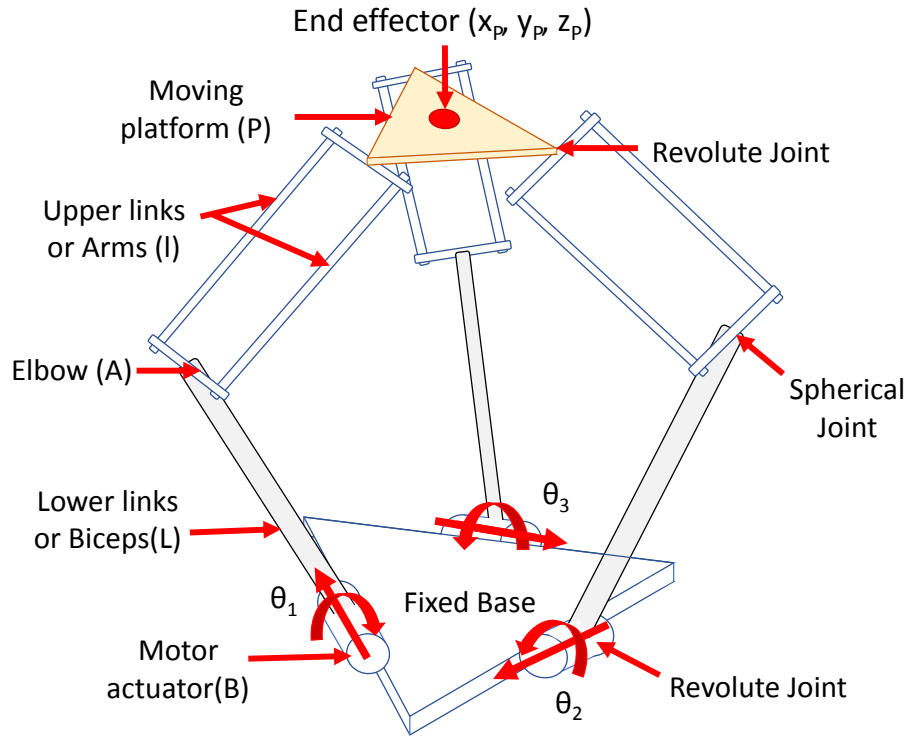 End effector (xₚ, yₚ, zₚ)
Moving
platform (P)
Revolute Joint
Upper links
or Arms (l)
Elbow (A)
Spherical
Joint
Lower links
or Biceps(L)
θ₃
θ₁
Fixed Base
Motor
actuator(B)
Revolute Joint
θ₂